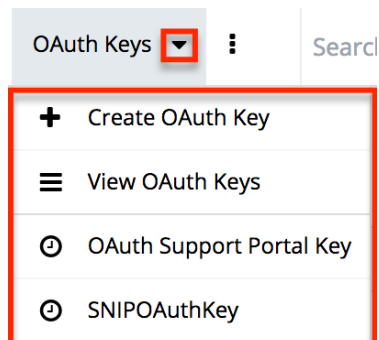 OAuth Keys Search
Create OAuth Key
View OAuth Keys
OAuth Support Portal Key
SNIPOAuthKey